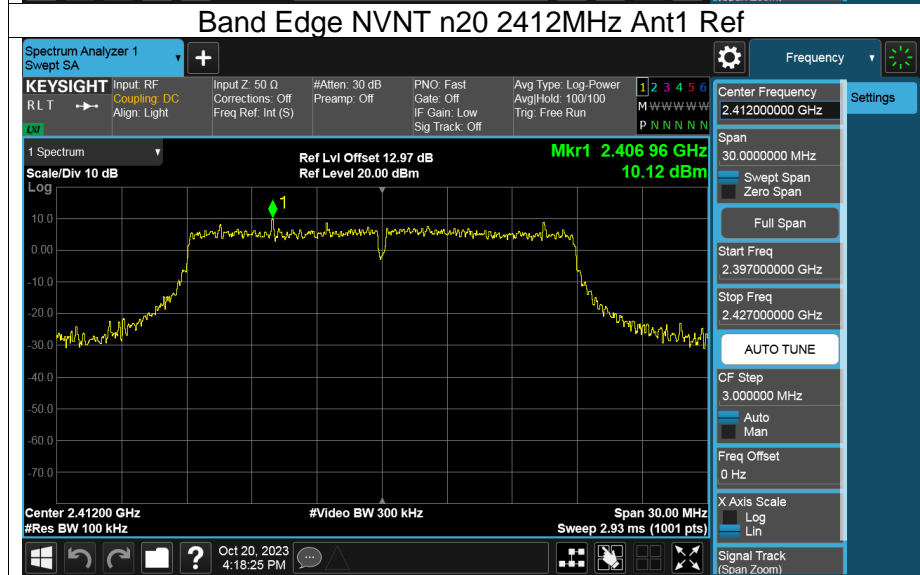 Band Edge NVNT n20 2412MHz Ant1 Ref
Spectrum Analyzer 1
Swept SA
+
Frequency
KEYSIGHT
RLT
LXI
Input: RF
Coupling: DC
Align: Light
Input Z: 50 Ω
Corrections: Off
Freq Ref: Int (S)
#Atten: 30 dB
Preamp: Off
PNO: Fast
Gate: Off
IF Gain: Low
Sig Track: Off
Avg Type: Log-Power
Avg|Hold: 100/100
Trig: Free Run
1 2 3 4 5 6
M W W W W W
P N N N N N
1 Spectrum
Scale/Div 10 dB
Ref Lvl Offset 12.97 dB
Ref Level 20.00 dBm
Mkr1 2.406 96 GHz
10.12 dBm
Log
1
10.0
0.00
-10.0
-20.0
-30.0
-40.0
-50.0
-60.0
-70.0
Center 2.41200 GHz
#Res BW 100 kHz
#Video BW 300 kHz
Span 30.00 MHz
Sweep 2.93 ms (1001 pts)
?
Oct 20, 2023
4:18:25 PM
Center Frequency
2.412000000 GHz
Settings
Span
30.0000000 MHz
Swept Span
Zero Span
Full Span
Start Freq
2.397000000 GHz
Stop Freq
2.427000000 GHz
AUTO TUNE
CF Step
3.000000 MHz
Auto
Man
Freq Offset
0 Hz
X Axis Scale
Log
Lin
Signal Track
(Span Zoom)